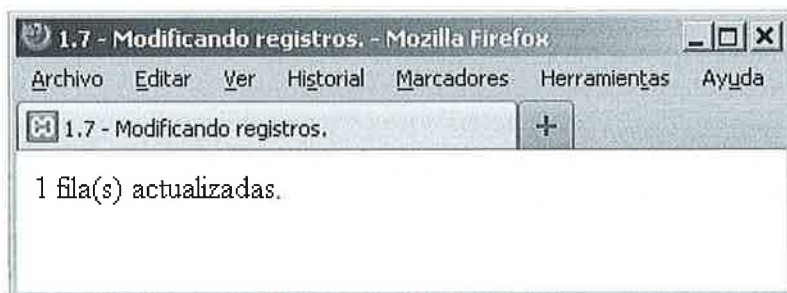 1.7 - Modificando registros. - Mozilla Firefox
Archivo Editar Ver Historial Marcadores Herramientas Ayuda
1.7 - Modificando registros.
1 fila(s) actualizadas.